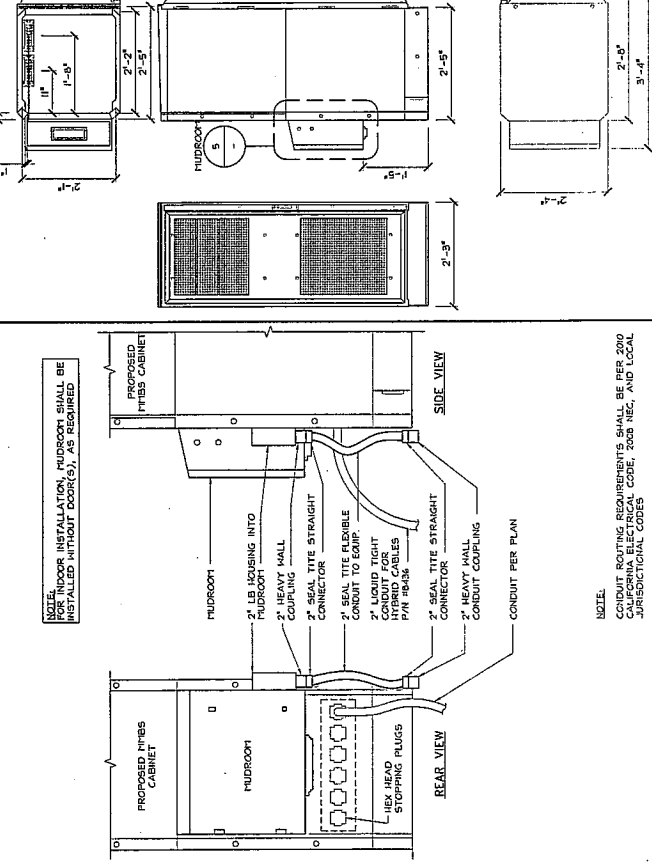 NOTE:
FOR INDOOR INSTALLATION, MUDROOM SHALL BE
INSTALLED WITHOUT DOOR(S), AS REQUIRED
PROPOSED
MMBS
CABINET
MUDROOM
HEX HEAD
STOPPING PLUGS
REAR VIEW
MUDROOM
2" LB HOUSING INTO
MUDROOM
2" HEAVY WALL
COUPLING
2" SEAL TITE STRAIGHT
CONNECTOR
2" SEAL TITE FLEXIBLE
CONDUIT TO EQUIP.
2" LIQUID TIGHT
CONDUIT FOR
HYBRID CABLES
P/N #8436
2" SEAL TITE STRAIGHT
CONNECTOR
2" HEAVY WALL
CONDUIT COUPLING
CONDUIT PER PLAN
PROPOSED
MMBS CABINET
SIDE VIEW
NOTE:
CONDUIT ROUTING REQUIREMENTS SHALL BE PER 2010
CALIFORNIA ELECTRICAL CODE, 2008 NEC, AND LOCAL
JURISDICTIONAL CODES
1"
2'-1"
11"
1'-8"
2'-2"
2'-5"
MUDROOM
5
-
1'-5"
2'-5"
2'-3"
2'-4"
2'-8"
3'-4"